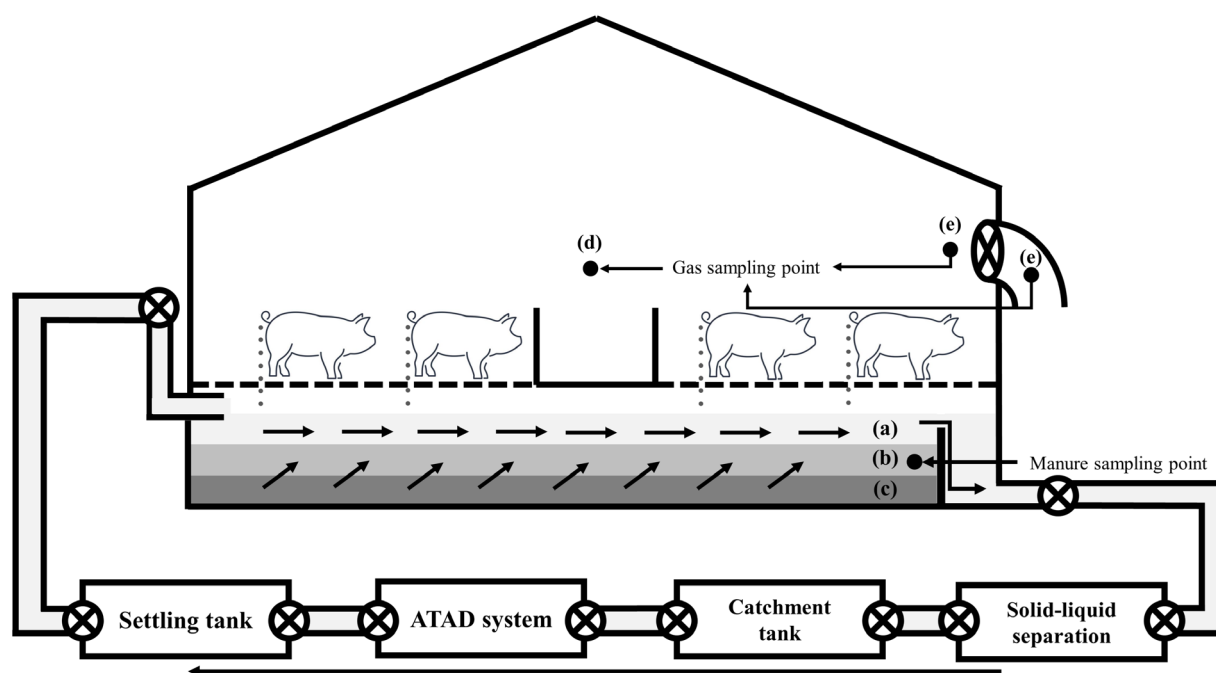 (e)
(d)
(e)
Gas sampling point
(a)
(b)
Manure sampling point
(c)
Settling tank
ATAD system
Catchment
tank
Solid-liquid
separation